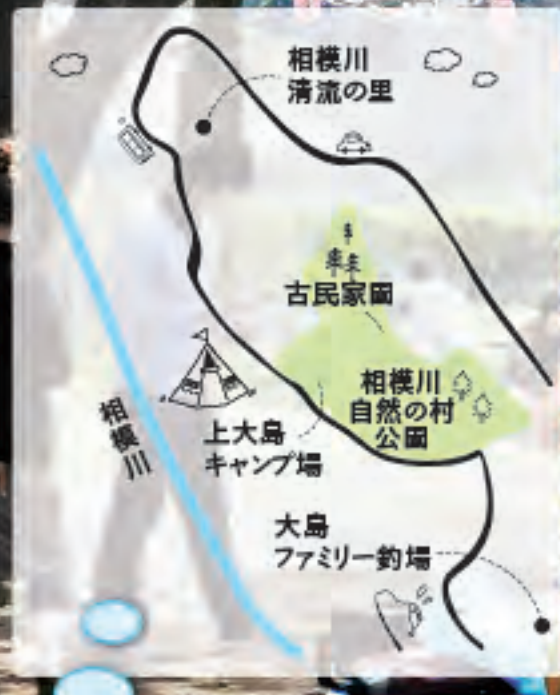 相模川
清流の里
古民家園
相模川
自然の村
公園
上大島
キャンプ場
相模川
大島
ファミリー釣場